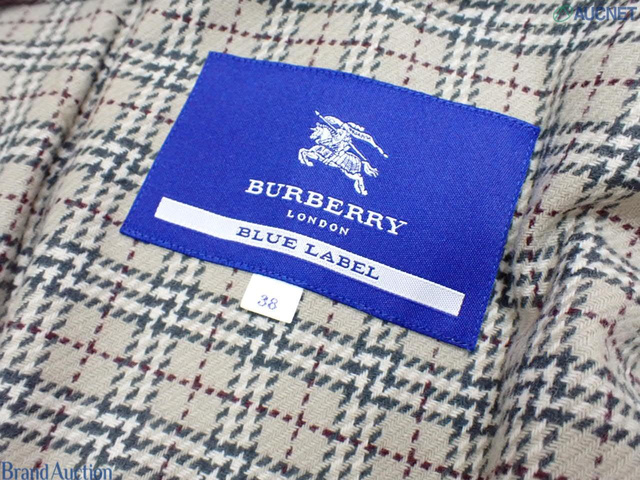 AUCNET
BURBERRY
LONDON
BLUE LABEL
38
Brand Auction